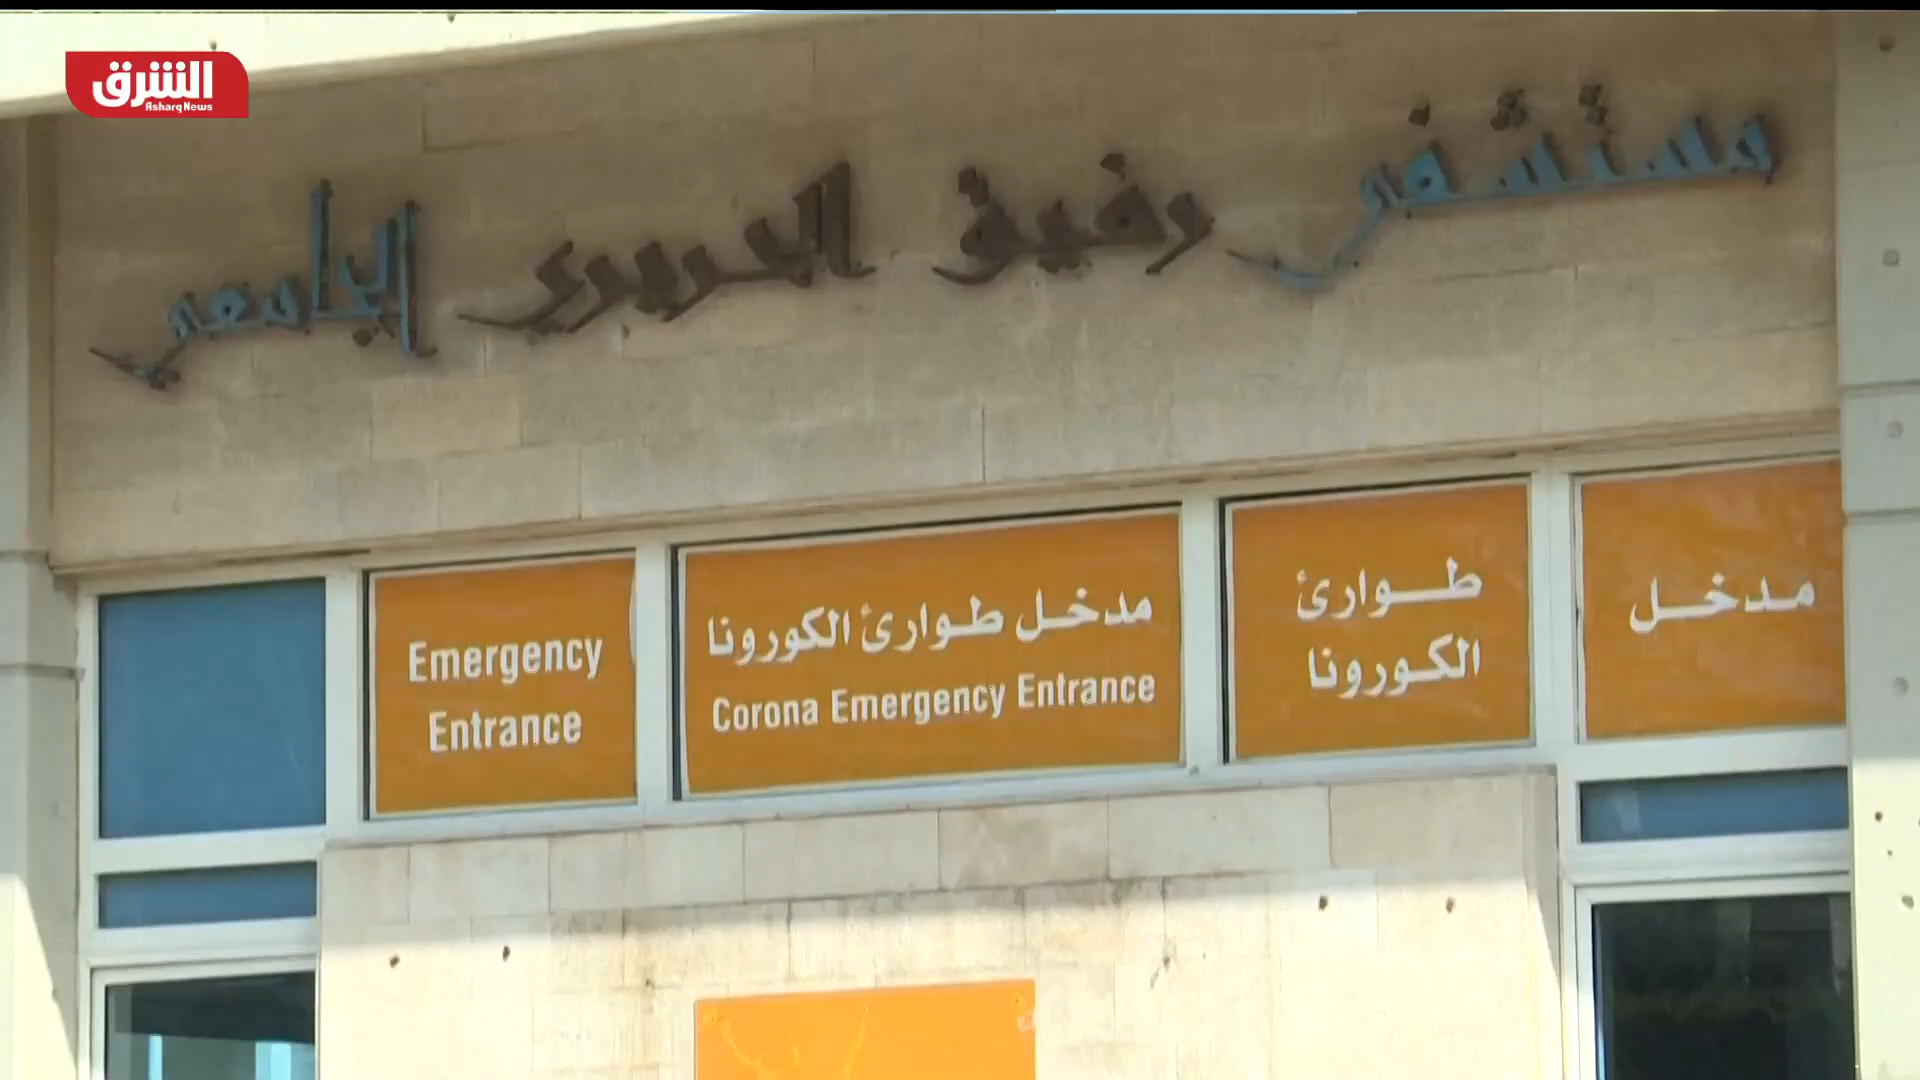 الشرق
Asharq News
مستشفى رفيق الحريري الجامعي
Emergency
Entrance
مدخل طوارئ الكورونا
Corona Emergency Entrance
طوارئ
الكورونا
مدخل